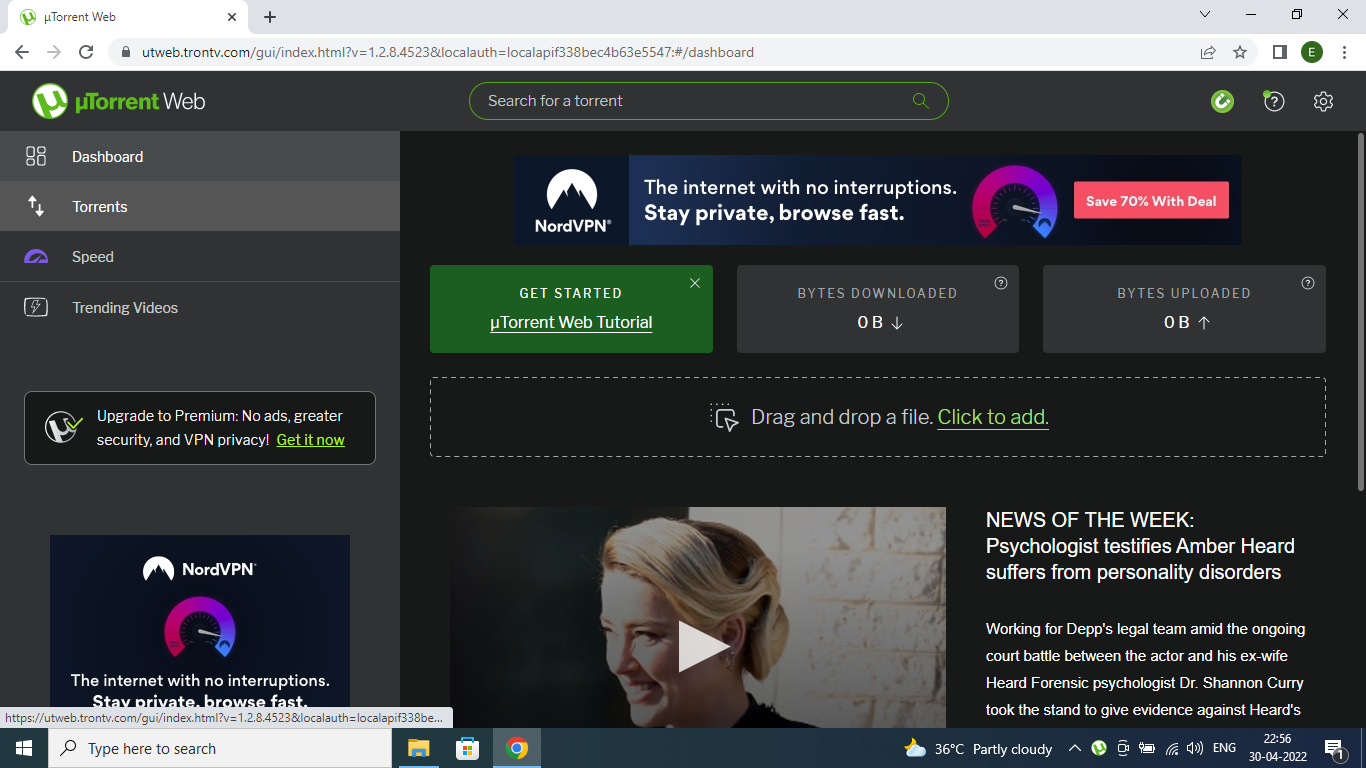 µTorrent Web
utweb.trontv.com/gui/index.html?v=1.2.8.4523&localauth=localapif338bec4b63e5547:#/dashboard
E
µTorrent Web
Search for a torrent
Dashboard
Torrents
Speed
Trending Videos
Upgrade to Premium: No ads, greater
security, and VPN privacy! Get it now
NordVPN®
The internet with no interruptions.
Stay private, browse fast.
NordVPN®
The internet with no interruptions.
Stay private, browse fast.
Save 70% With Deal
GET STARTED
µTorrent Web Tutorial
BYTES DOWNLOADED
0 B ↓
BYTES UPLOADED
0 B ↑
Drag and drop a file. Click to add.
NEWS OF THE WEEK:
Psychologist testifies Amber Heard
suffers from personality disorders
Working for Depp's legal team amid the ongoing
court battle between the actor and his ex-wife
Heard Forensic psychologist Dr. Shannon Curry
took the stand to give evidence against Heard's
https://utweb.trontv.com/gui/index.html?v=1.2.8.4523&localauth=localapif338be...
Type here to search
36°C Partly cloudy
ENG
22:56
30-04-2022
1